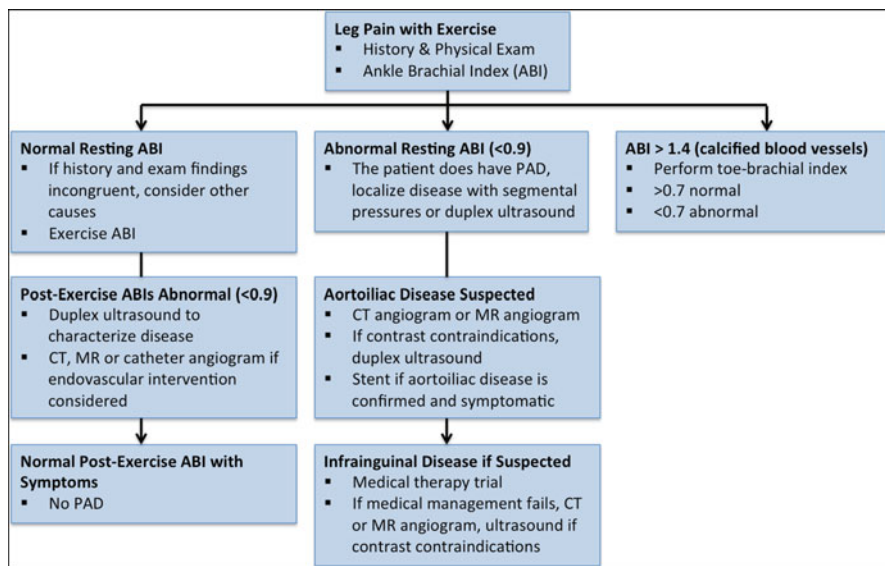 Leg Pain with Exercise
▪ History & Physical Exam
▪ Ankle Brachial Index (ABI)
Normal Resting ABI
▪ If history and exam findings
incongruent, consider other
causes
▪ Exercise ABI
Abnormal Resting ABI (<0.9)
▪ The patient does have PAD,
localize disease with segmental
pressures or duplex ultrasound
ABI > 1.4 (calcified blood vessels)
▪ Perform toe-brachial index
▪ >0.7 normal
▪ <0.7 abnormal
Post-Exercise ABIs Abnormal (<0.9)
▪ Duplex ultrasound to
characterize disease
▪ CT, MR or catheter angiogram if
endovascular intervention
considered
Aortoiliac Disease Suspected
▪ CT angiogram or MR angiogram
▪ If contrast contraindications,
duplex ultrasound
▪ Stent if aortoiliac disease is
confirmed and symptomatic
Normal Post-Exercise ABI with
Symptoms
▪ No PAD
Infrainguinal Disease if Suspected
▪ Medical therapy trial
▪ If medical management fails, CT
or MR angiogram, ultrasound if
contrast contraindications